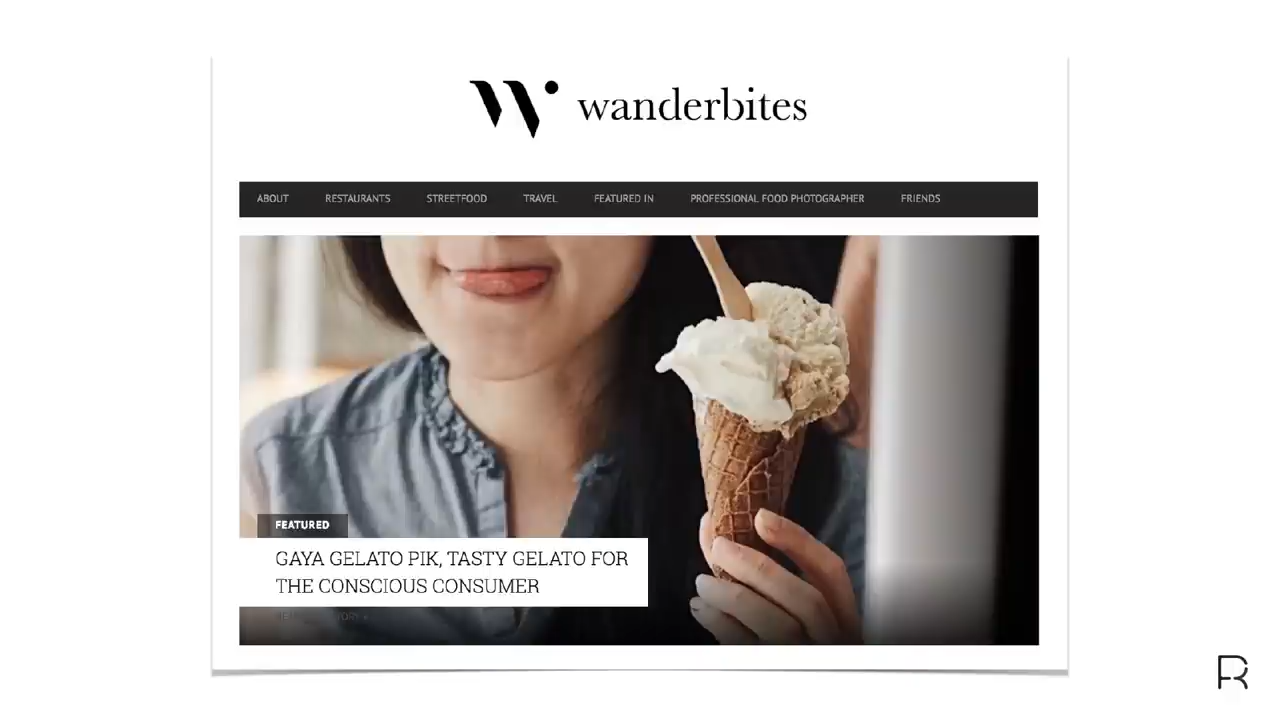 wanderbites
ABOUT RESTAURANTS STREETFOOD TRAVEL FEATURED IN PROFESSIONAL FOOD PHOTOGRAPHER FRIENDS
FEATURED
GAYA GELATO PIK, TASTY GELATO FOR
THE CONSCIOUS CONSUMER